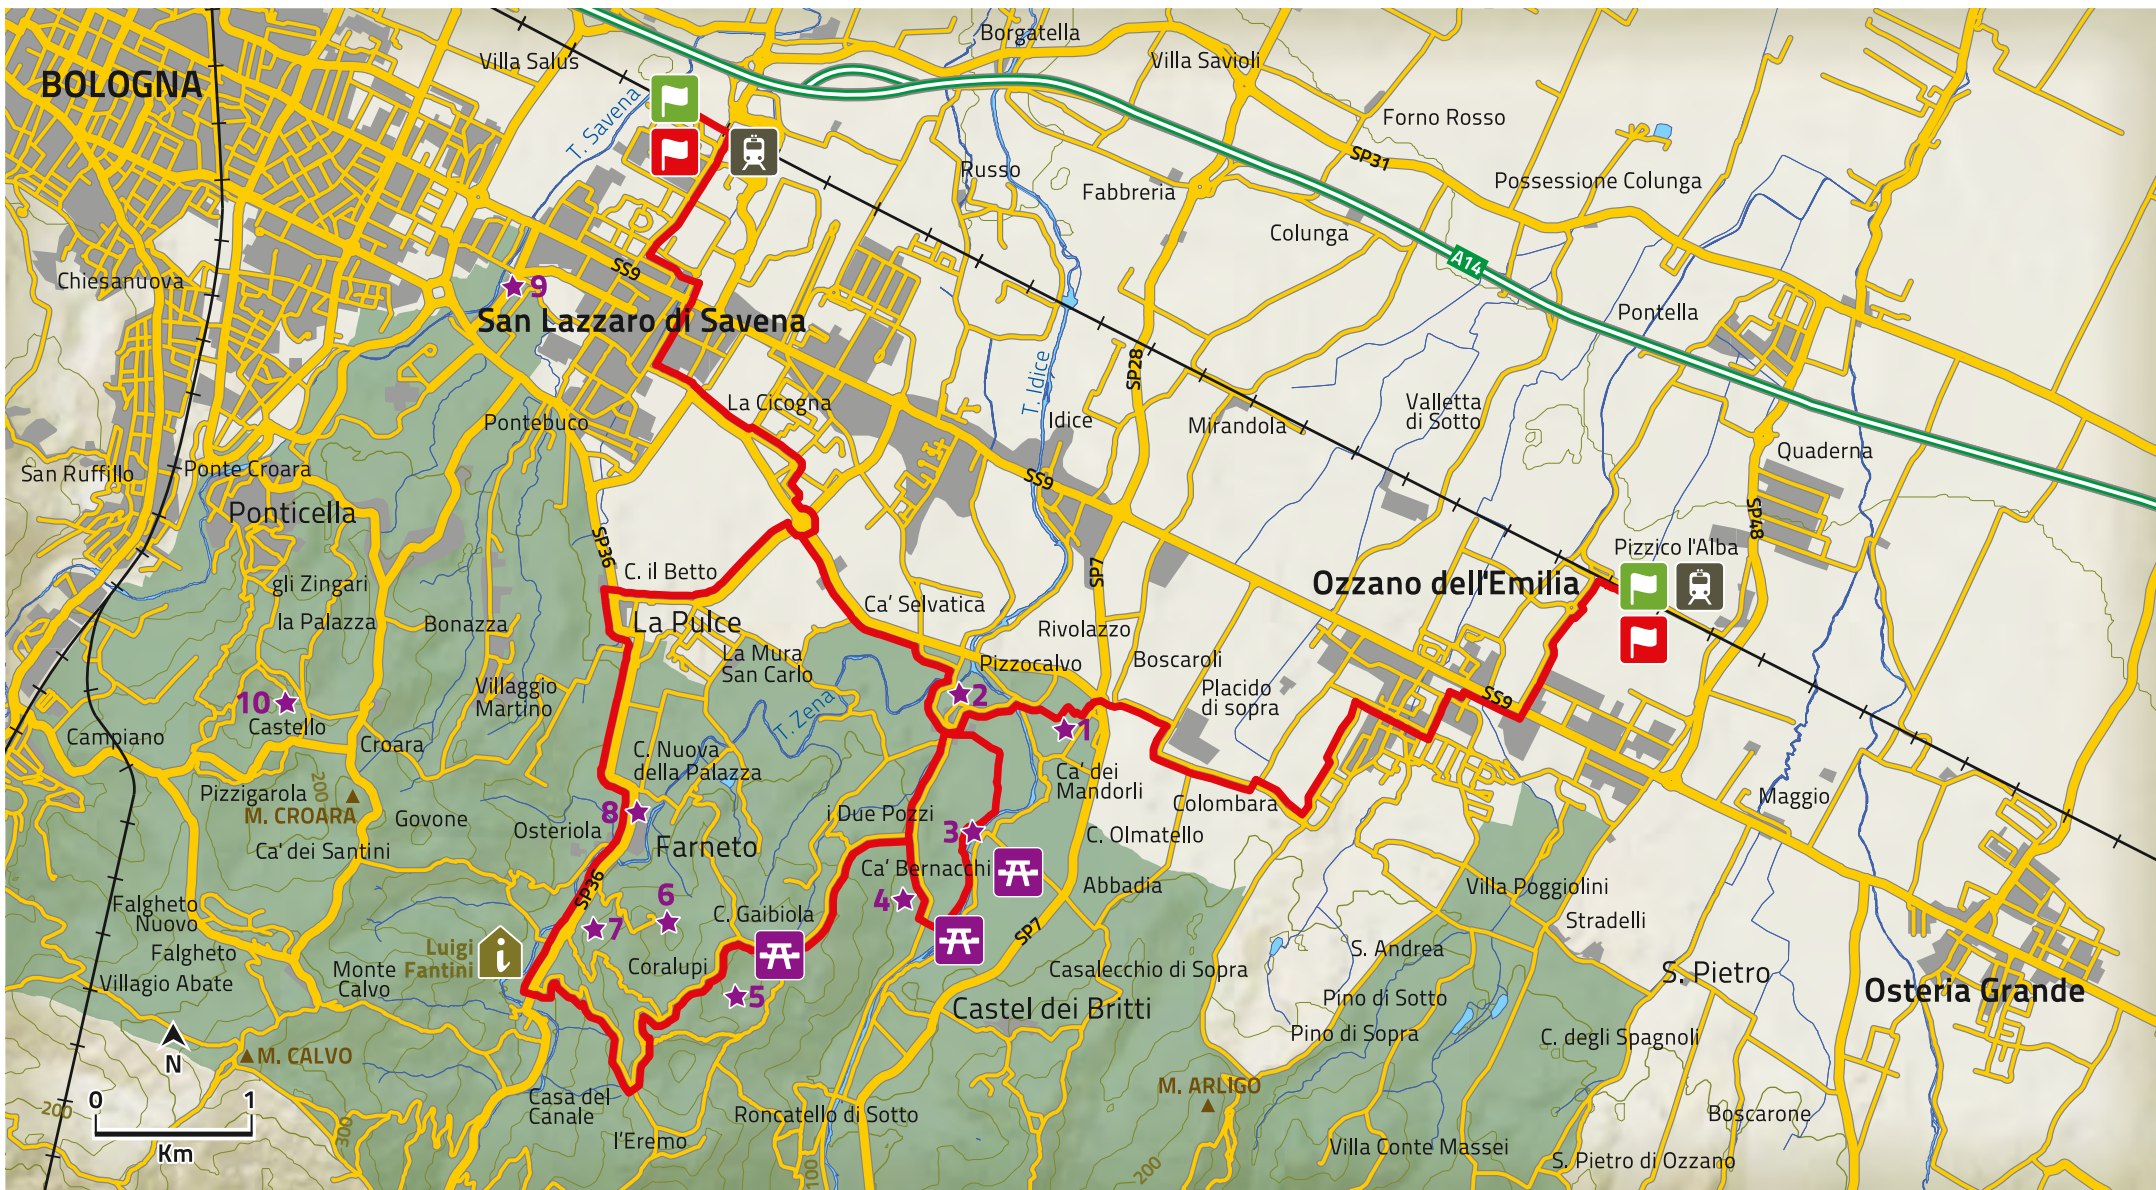 BOLOGNA
Villa Salus
T. Savena
Borgatella
Villa Savioli
Forno Rosso
SP31
Possessione Colunga
Russo
Fabbreria
Colunga
A14
Pontella
Chiesanuova
9
SS9
San Lazzaro di Savena
T. Idice
SP28
Idice
Mirandola
Valletta
di Sotto
Quaderna
La Cicogna
Pontebuco
San Ruffillo
Ponte Croara
Ponticella
SS9
SP48
SP36
Pizzico l'Alba
C. il Betto
SP7
Ozzano dell'Emilia
gli Zingari
la Palazza
Bonazza
La Pulce
Ca' Selvatica
Rivolazzo
La Mura
San Carlo
Pizzocalvo
Boscaroli
Villaggio
Martino
Placido
di sopra
SS9
10
Castello
T. Zena
2
1
Campiano
Croara
C. Nuova
della Palazza
Ca' dei
Mandorli
200
Pizzigarola
M. CROARA
Govone
Osteriola
8
i Due Pozzi
Colombara
Maggio
Farneto
3
C. Olmatello
Ca' dei Santini
Ca' Bernacchi
Abbadia
Villa Poggiolini
SP36
6
4
Falgheto
Nuovo
C. Gaibiola
7
SP7
Stradelli
Falgheto
Luigi
Fantini
i
S. Andrea
Monte
Calvo
Coralupi
Casalecchio di Sopra
S. Pietro
Villagio Abate
5
Castel dei Britti
Pino di Sotto
Osteria Grande
Pino di Sopra
C. degli Spagnoli
N
M. CALVO
M. ARLIGO
0
1
Km
200
300
Casa del
Canale
Roncatello di Sotto
Boscarone
l'Eremo
Villa Conte Massei
S. Pietro di Ozzano
100
200